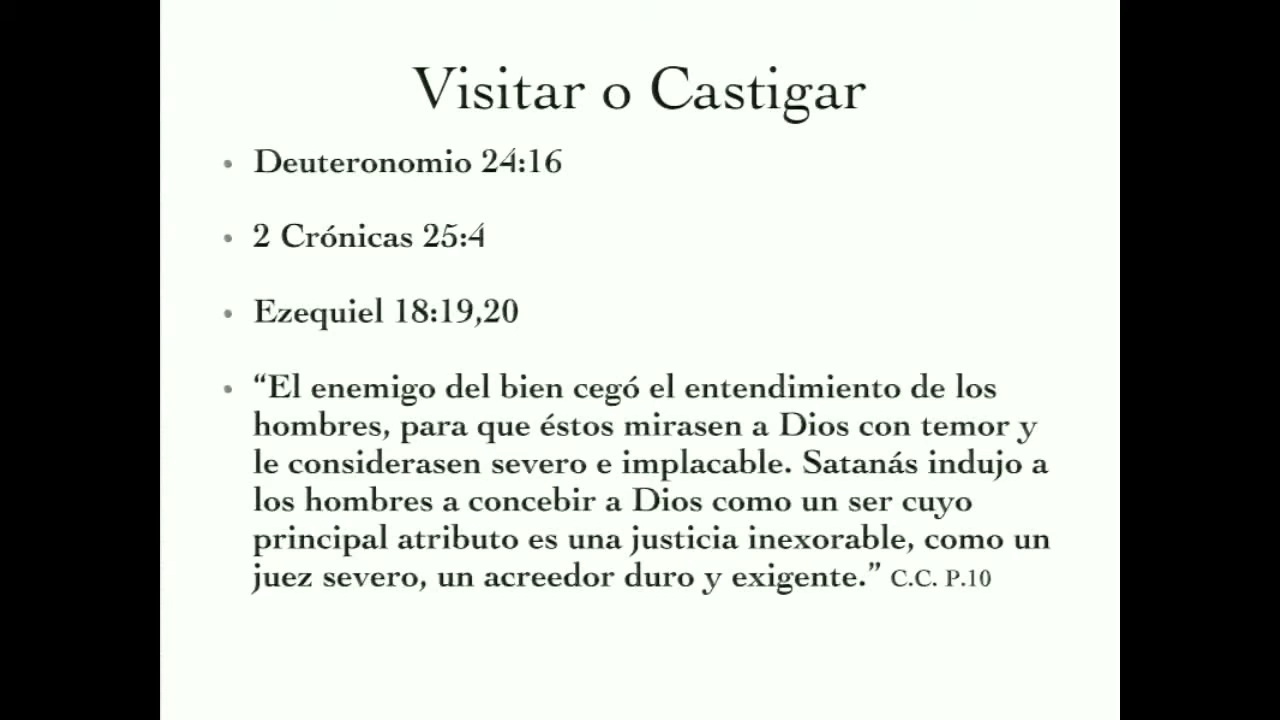 Visitar o Castigar
• Deuteronomio 24:16
• 2 Crónicas 25:4
• Ezequiel 18:19,20
• “El enemigo del bien cegó el entendimiento de los
hombres, para que éstos mirasen a Dios con temor y
le considerasen severo e implacable. Satanás indujo a
los hombres a concebir a Dios como un ser cuyo
principal atributo es una justicia inexorable, como un
juez severo, un acreedor duro y exigente.” C.C. P.10